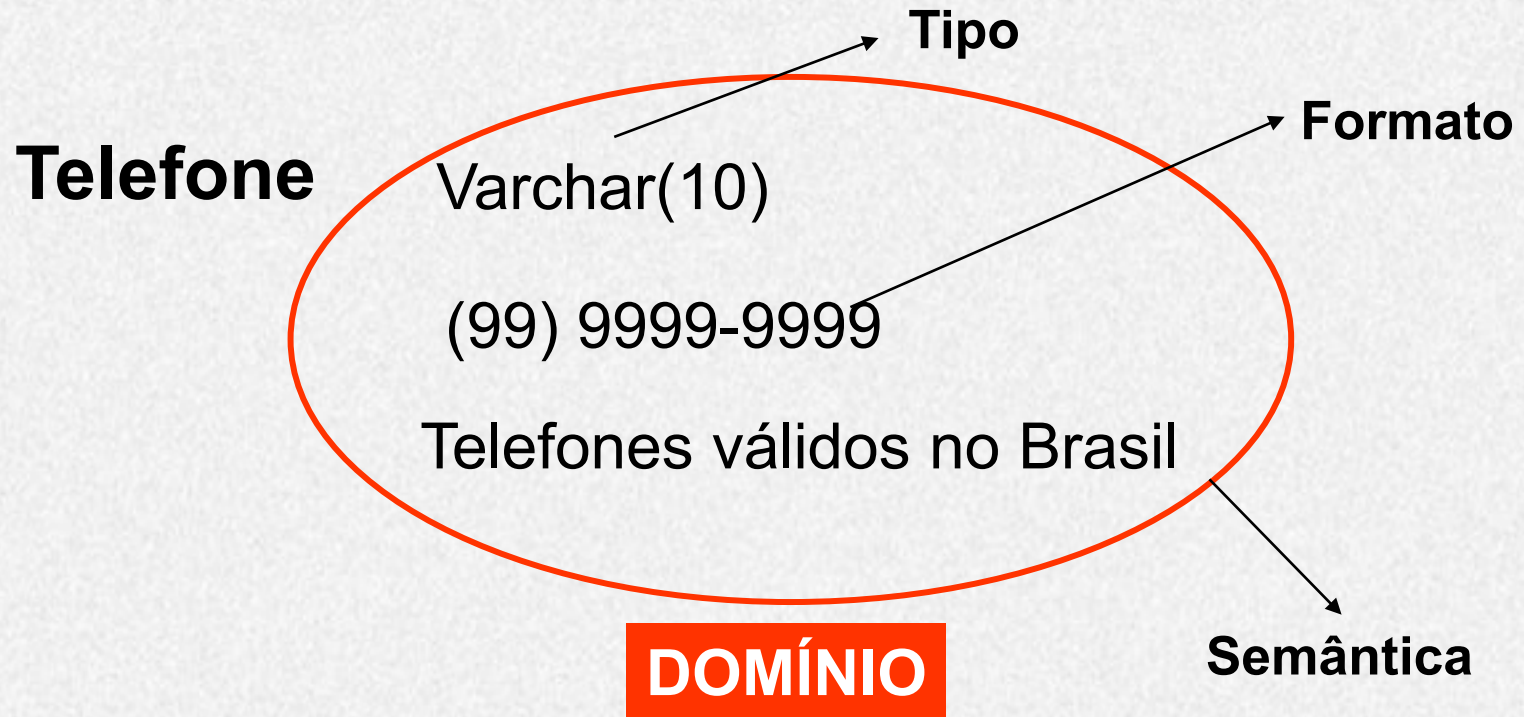 Tipo
Formato
Telefone
Varchar(10)
(99) 9999-9999
Telefones válidos no Brasil
Semântica
DOMÍNIO